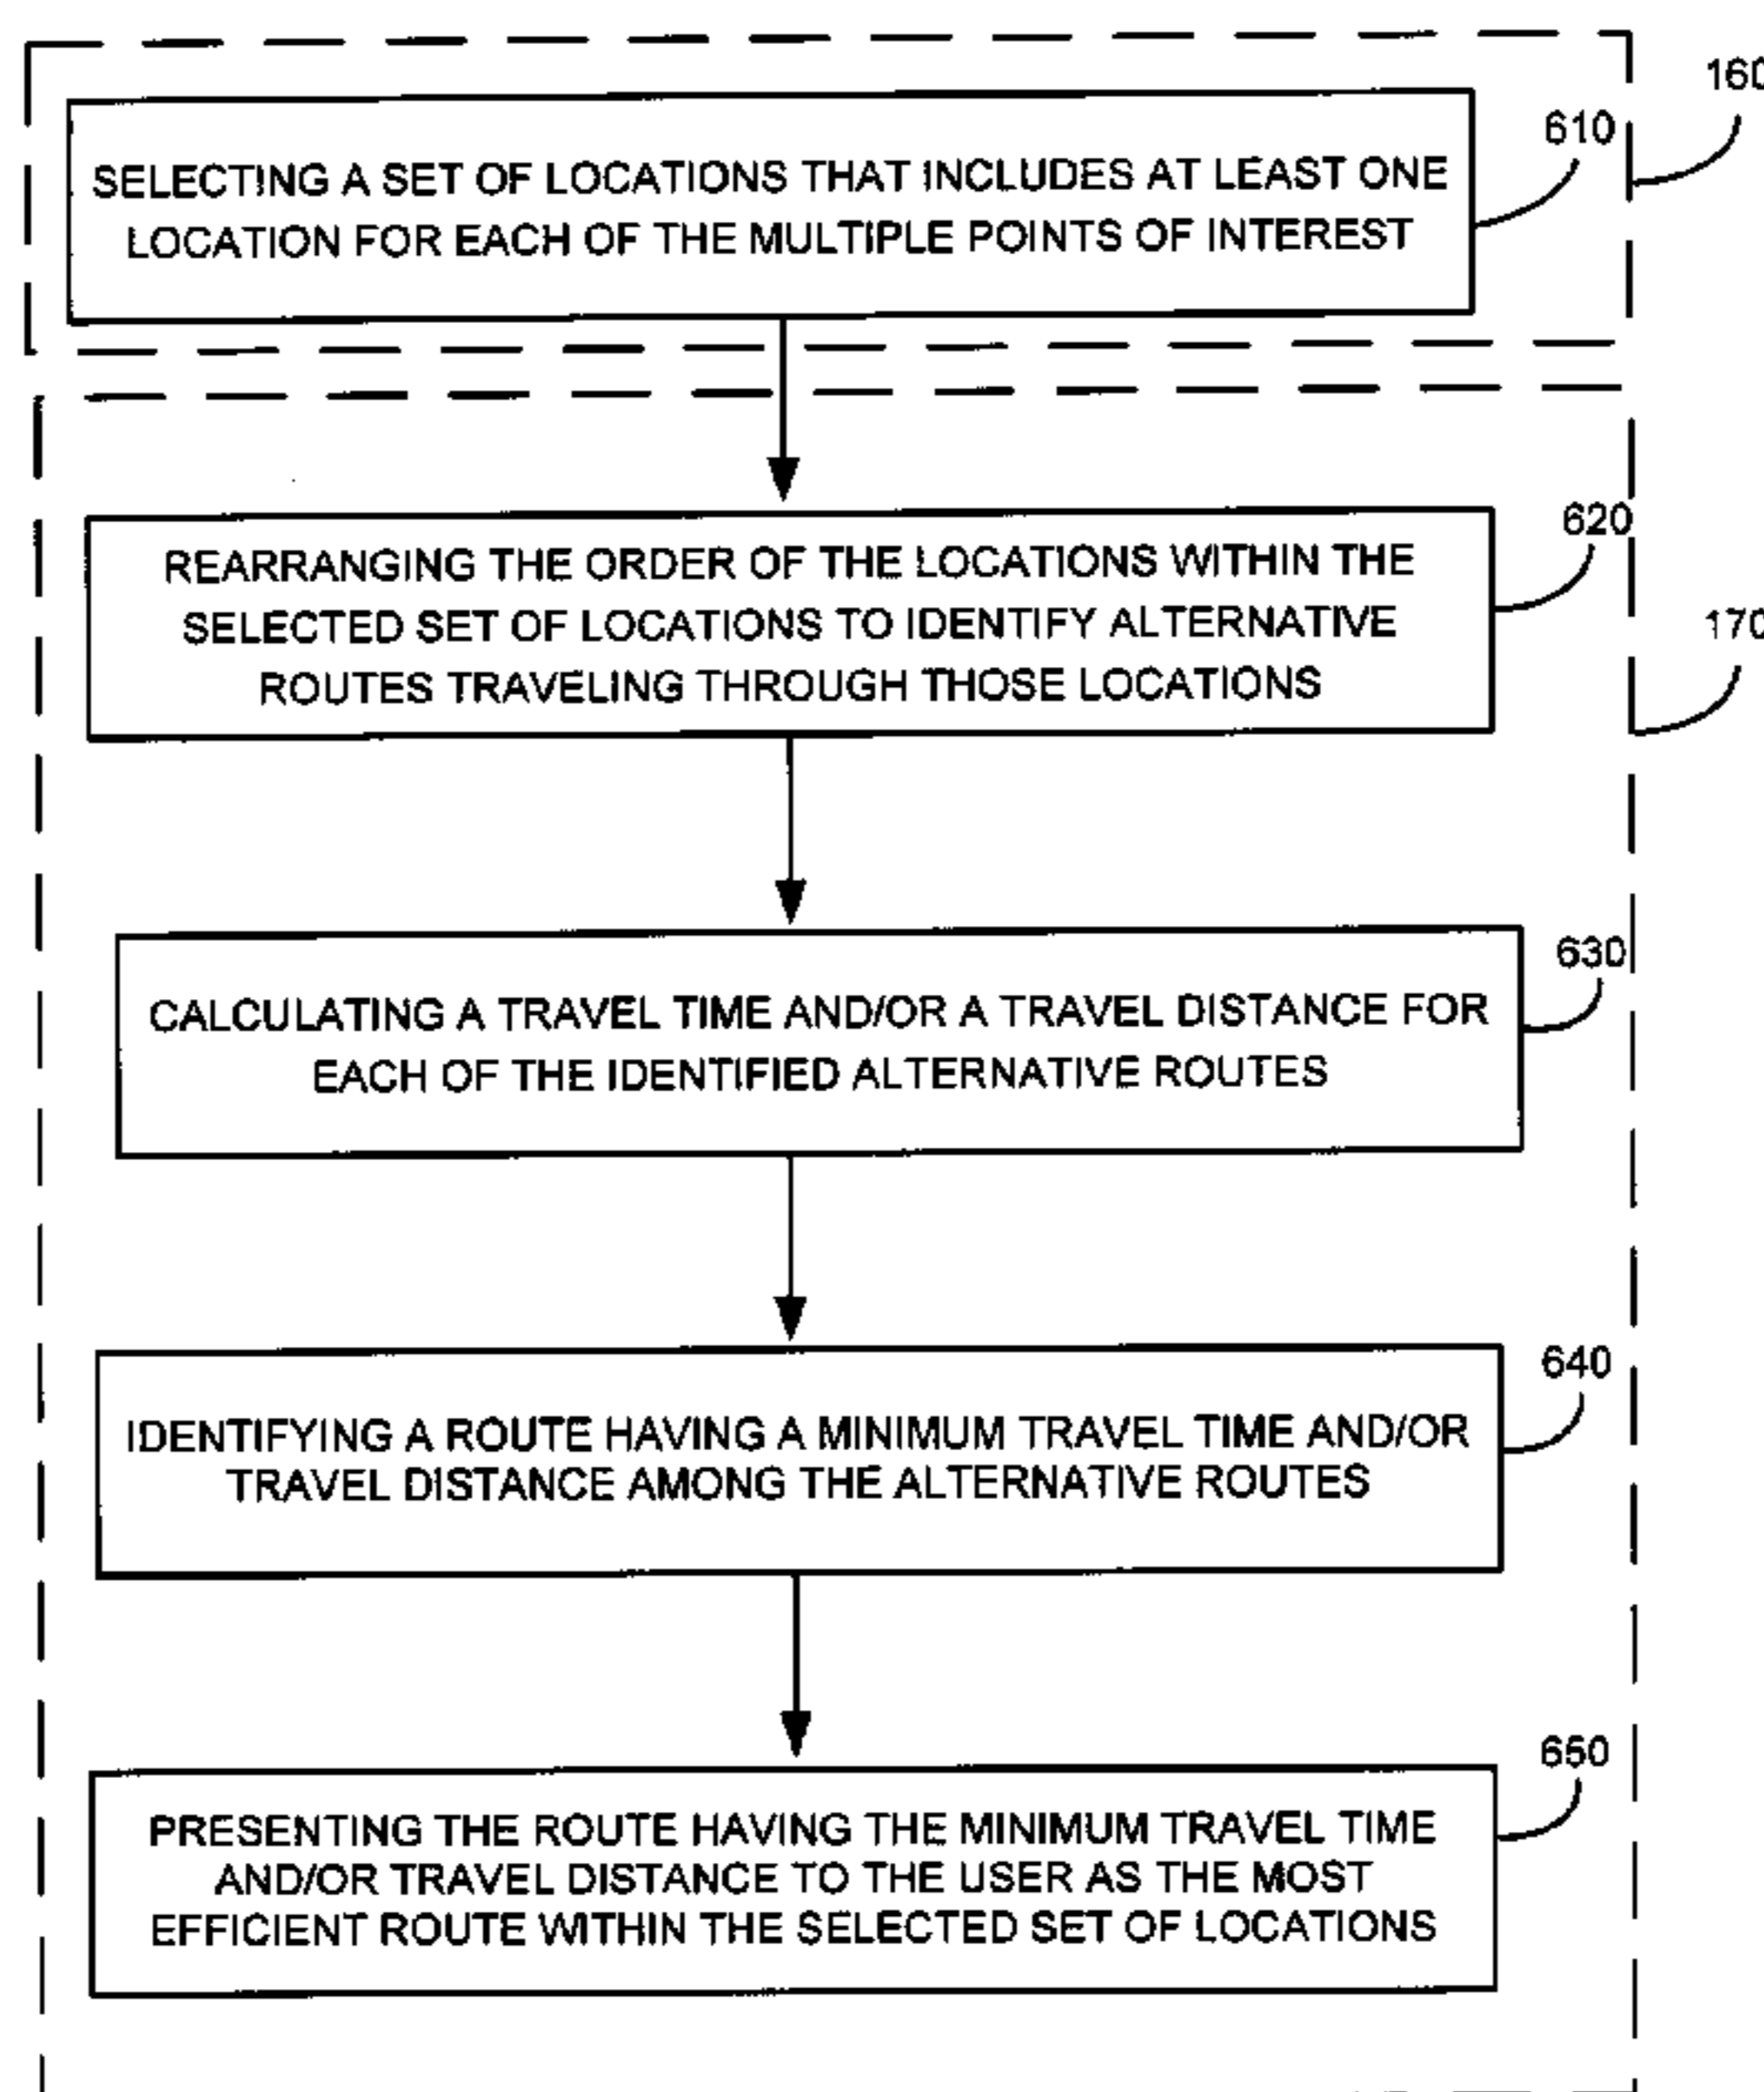 160
610
SELECTING A SET OF LOCATIONS THAT INCLUDES AT LEAST ONE
LOCATION FOR EACH OF THE MULTIPLE POINTS OF INTEREST
620
REARRANGING THE ORDER OF THE LOCATIONS WITHIN THE
SELECTED SET OF LOCATIONS TO IDENTIFY ALTERNATIVE
ROUTES TRAVELING THROUGH THOSE LOCATIONS
170
630
CALCULATING A TRAVEL TIME AND/OR A TRAVEL DISTANCE FOR
EACH OF THE IDENTIFIED ALTERNATIVE ROUTES
640
IDENTIFYING A ROUTE HAVING A MINIMUM TRAVEL TIME AND/OR
TRAVEL DISTANCE AMONG THE ALTERNATIVE ROUTES
650
PRESENTING THE ROUTE HAVING THE MINIMUM TRAVEL TIME
AND/OR TRAVEL DISTANCE TO THE USER AS THE MOST
EFFICIENT ROUTE WITHIN THE SELECTED SET OF LOCATIONS